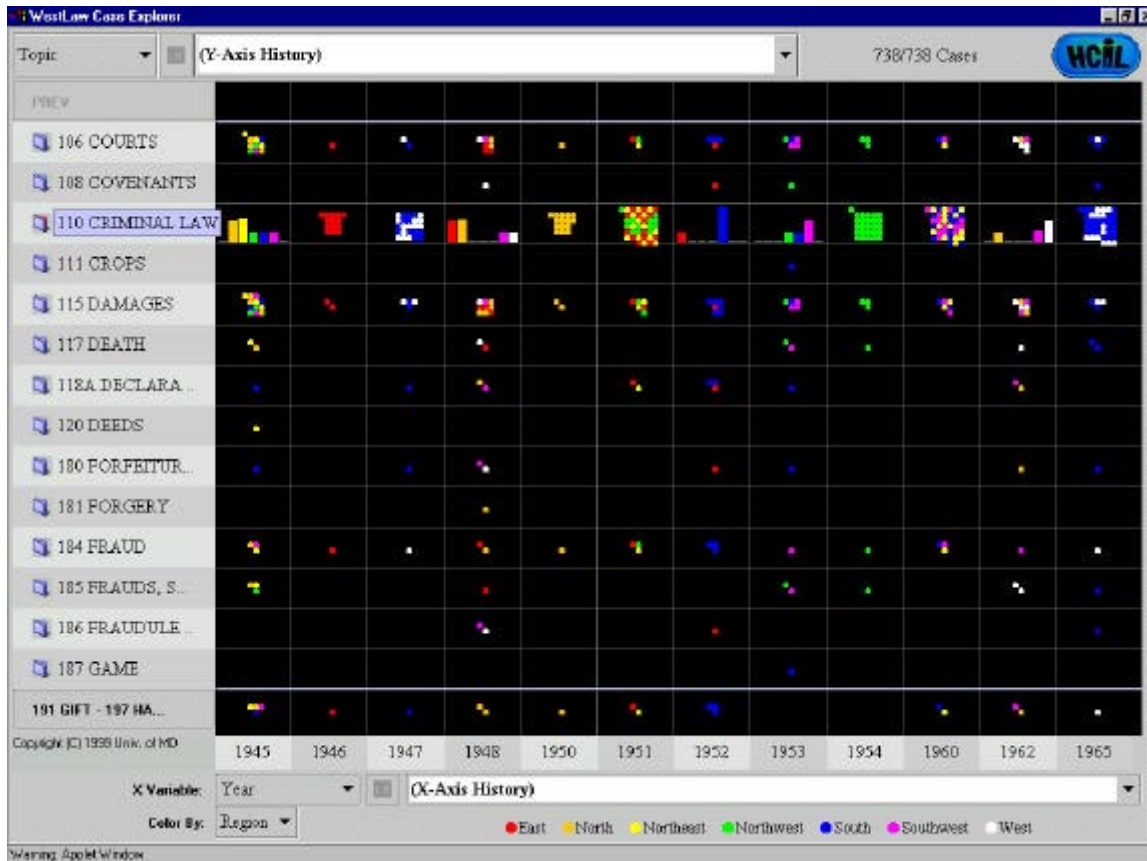 WestLaw Case Explorer
Topic
(Y-Axis History)
738/738 Cases
HCIL
PREV
106 COURTS
108 COVENANTS
110 CRIMINAL LAW
111 CROPS
115 DAMAGES
117 DEATH
118A DECLARA ...
120 DEEDS
180 FORFEITUR...
181 FORGERY
184 FRAUD
185 FRAUDS, S...
186 FRAUDULE ...
187 GAME
191 GIFT - 197 HA...
Copyright (C) 1998 Univ. of MD
1945 1946 1947 1948 1950 1951 1952 1953 1954 1960 1962 1965
X Variable: Year (X-Axis History)
Color By: Region
East North Northeast Northwest South Southwest West
Warning: Applet Window